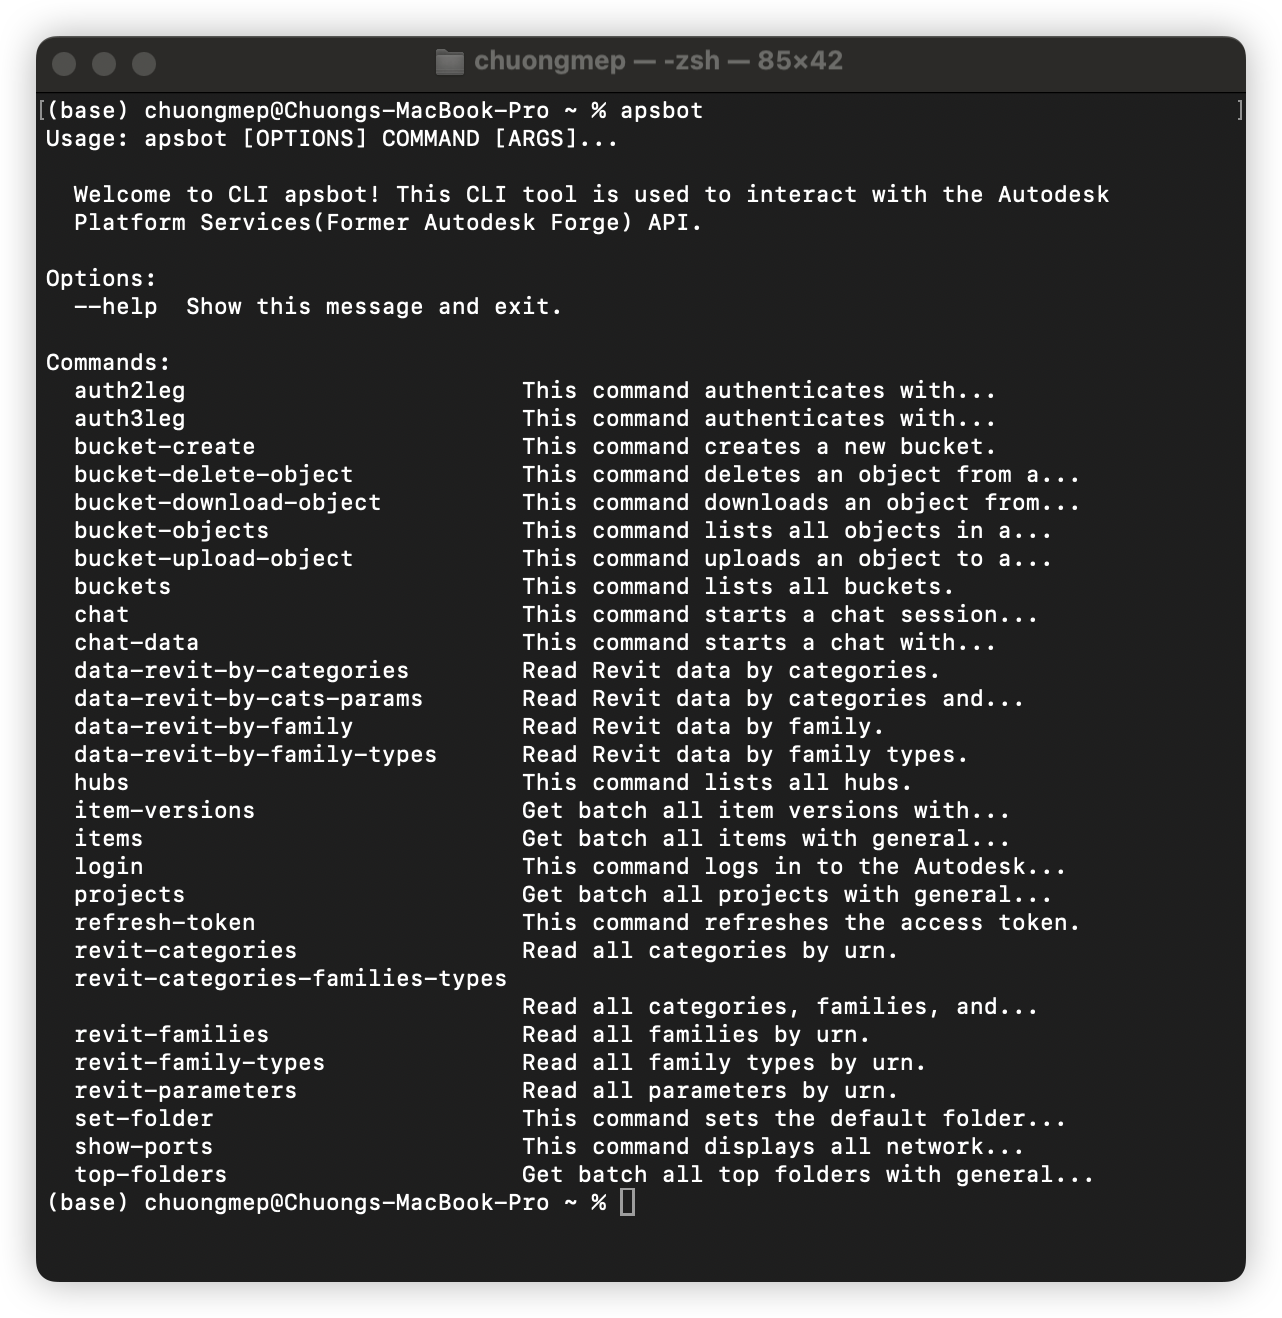 chuongmep — -zsh — 85×42
[(base) chuongmep@Chuongs-MacBook-Pro ~ % apsbot ]
Usage: apsbot [OPTIONS] COMMAND [ARGS]...
Welcome to CLI apsbot! This CLI tool is used to interact with the Autodesk
Platform Services(Former Autodesk Forge) API.
Options:
--help  Show this message and exit.
Commands:
auth2leg This command authenticates with...
auth3leg This command authenticates with...
bucket-create This command creates a new bucket.
bucket-delete-object This command deletes an object from a...
bucket-download-object This command downloads an object from...
bucket-objects This command lists all objects in a...
bucket-upload-object This command uploads an object to a...
buckets This command lists all buckets.
chat This command starts a chat session...
chat-data This command starts a chat with...
data-revit-by-categories Read Revit data by categories.
data-revit-by-cats-params Read Revit data by categories and...
data-revit-by-family Read Revit data by family.
data-revit-by-family-types Read Revit data by family types.
hubs This command lists all hubs.
item-versions Get batch all item versions with...
items Get batch all items with general...
login This command logs in to the Autodesk...
projects Get batch all projects with general...
refresh-token This command refreshes the access token.
revit-categories Read all categories by urn.
revit-categories-families-types
Read all categories, families, and...
revit-families Read all families by urn.
revit-family-types Read all family types by urn.
revit-parameters Read all parameters by urn.
set-folder This command sets the default folder...
show-ports This command displays all network...
top-folders Get batch all top folders with general...
(base) chuongmep@Chuongs-MacBook-Pro ~ %